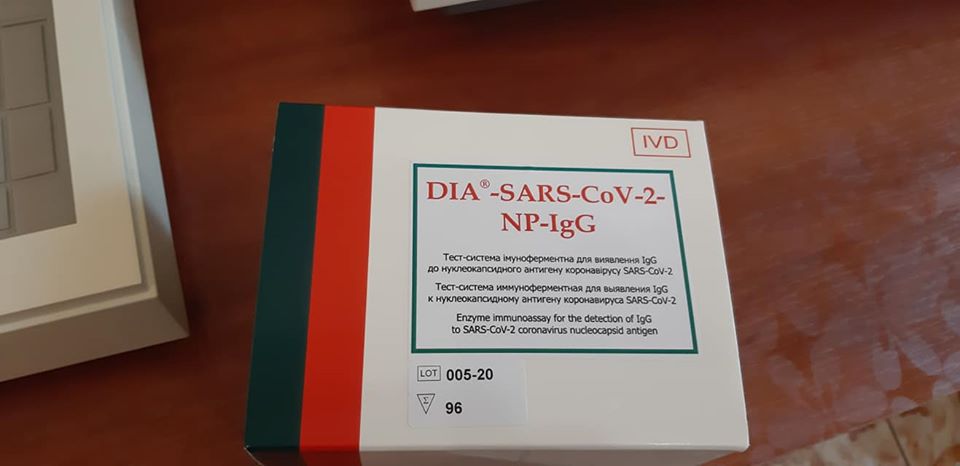 IVD
DIA®-SARS-CoV-2-
NP-IgG
Тест-система імуноферментна для виявлення IgG
до нуклеокапсидного антигену коронавірусу SARS-CoV-2
Тест-система иммуноферментная для выявления IgG
к нуклеокапсидному антигену коронавируса SARS-CoV-2
Enzyme immunoassay for the detection of IgG
to SARS-CoV-2 coronavirus nucleocapsid antigen
LOT 005-20
Σ 96